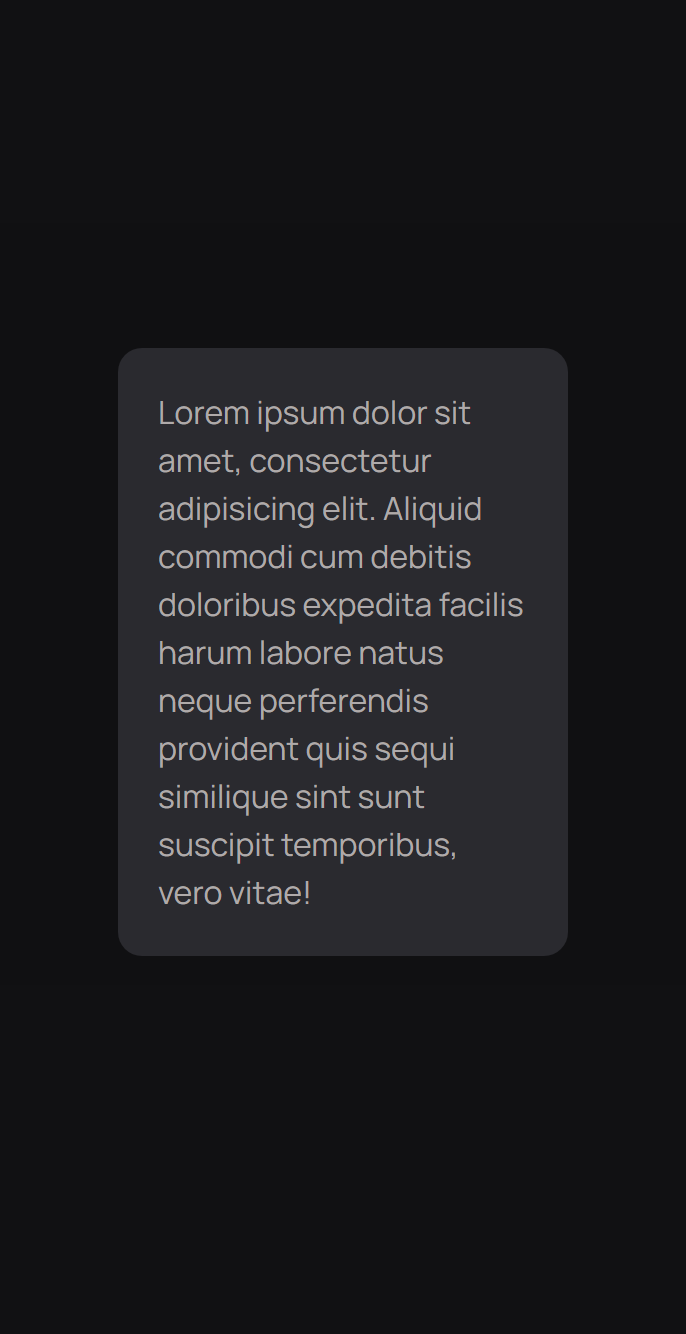 Lorem ipsum dolor sit
amet, consectetur
adipisicing elit. Aliquid
commodi cum debitis
doloribus expedita facilis
harum labore natus
neque perferendis
provident quis sequi
similique sint sunt
suscipit temporibus,
vero vitae!